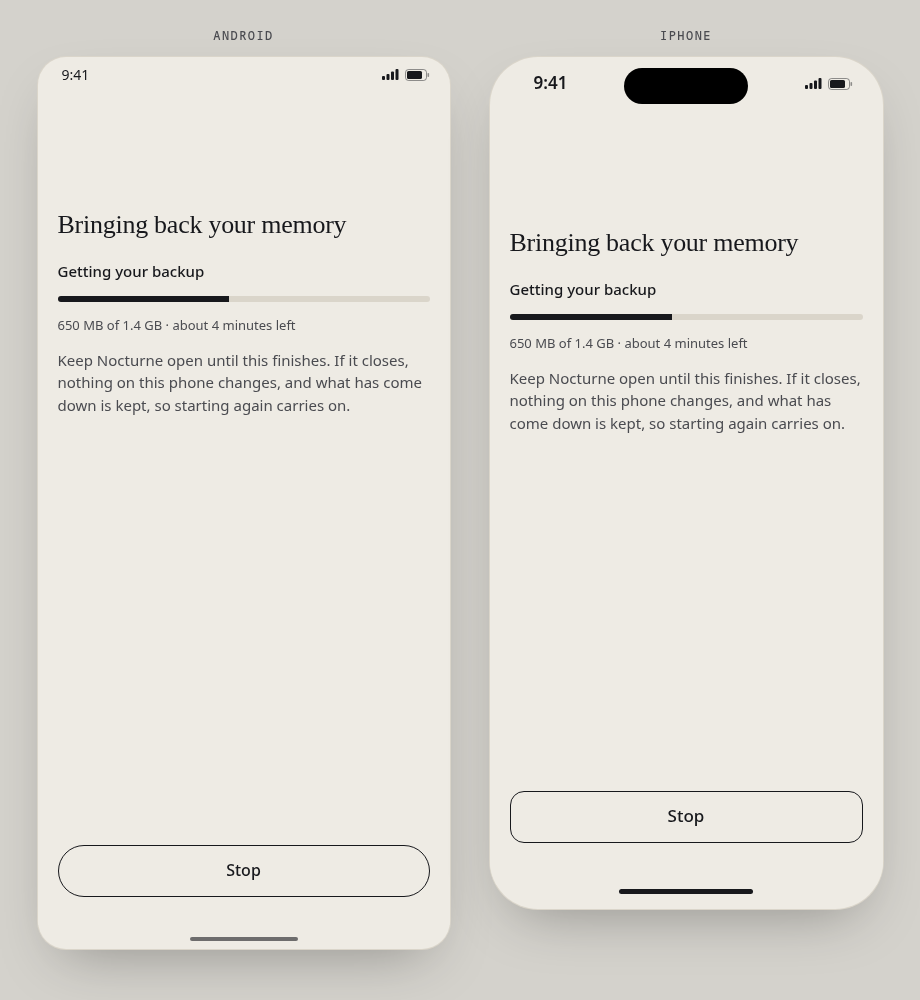 ANDROID
9:41
Bringing back your memory
Getting your backup
650 MB of 1.4 GB · about 4 minutes left
Keep Nocturne open until this finishes. If it closes,
nothing on this phone changes, and what has come
down is kept, so starting again carries on.
Stop
IPHONE
9:41
Bringing back your memory
Getting your backup
650 MB of 1.4 GB · about 4 minutes left
Keep Nocturne open until this finishes. If it closes,
nothing on this phone changes, and what has
come down is kept, so starting again carries on.
Stop